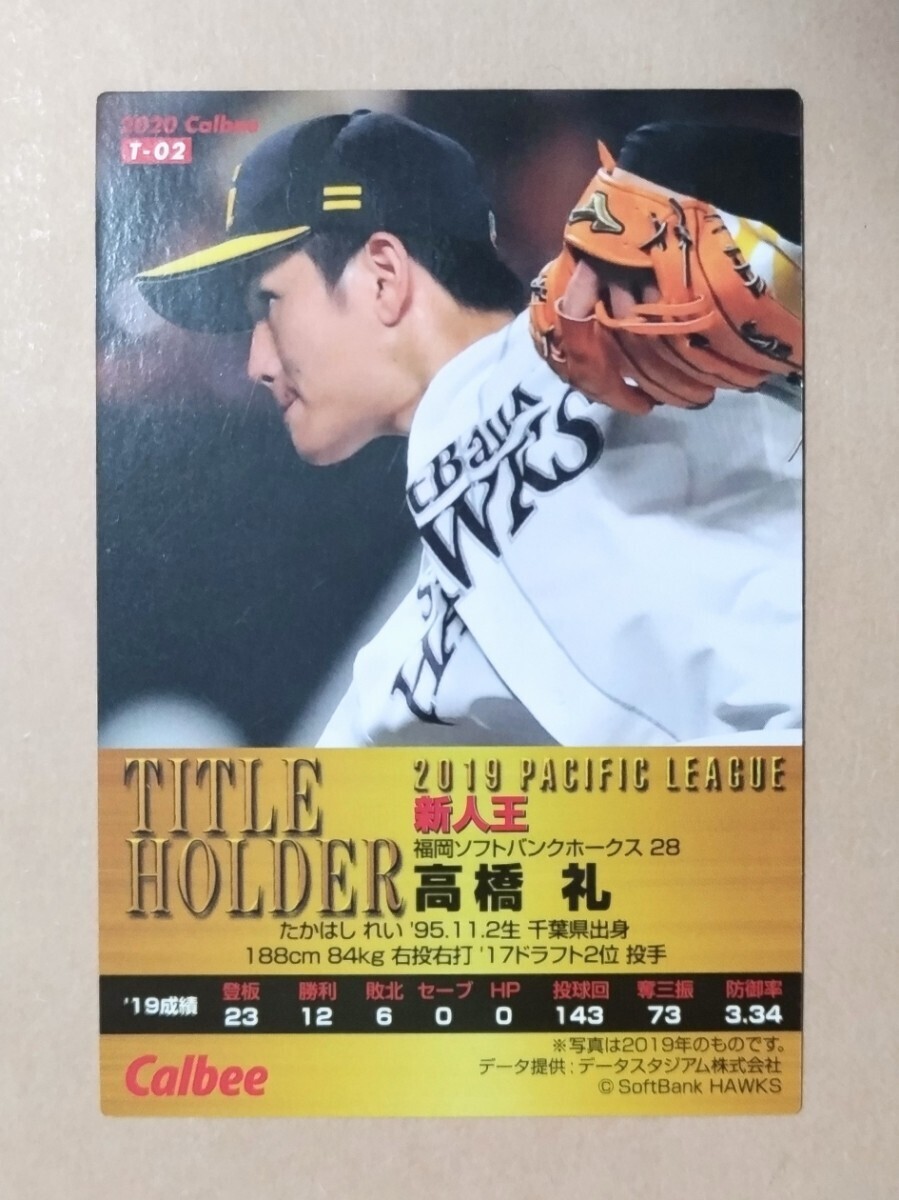 2020 Calbee
T-02
t Bank
HAWKS
TITLE
HOLDER
2019 PACIFIC LEAGUE
新人王
福岡ソフトバンクホークス 28
高橋 礼
たかはし れい '95.11.2生 千葉県出身
188cm 84kg 右投右打 '17ドラフト2位 投手
'19成績 登板 勝利 敗北 セーブ HP 投球回 奪三振 防御率
23 12 6 0 0 143 73 3.34
※写真は2019年のものです。
データ提供：データスタジアム株式会社
© SoftBank HAWKS
Calbee